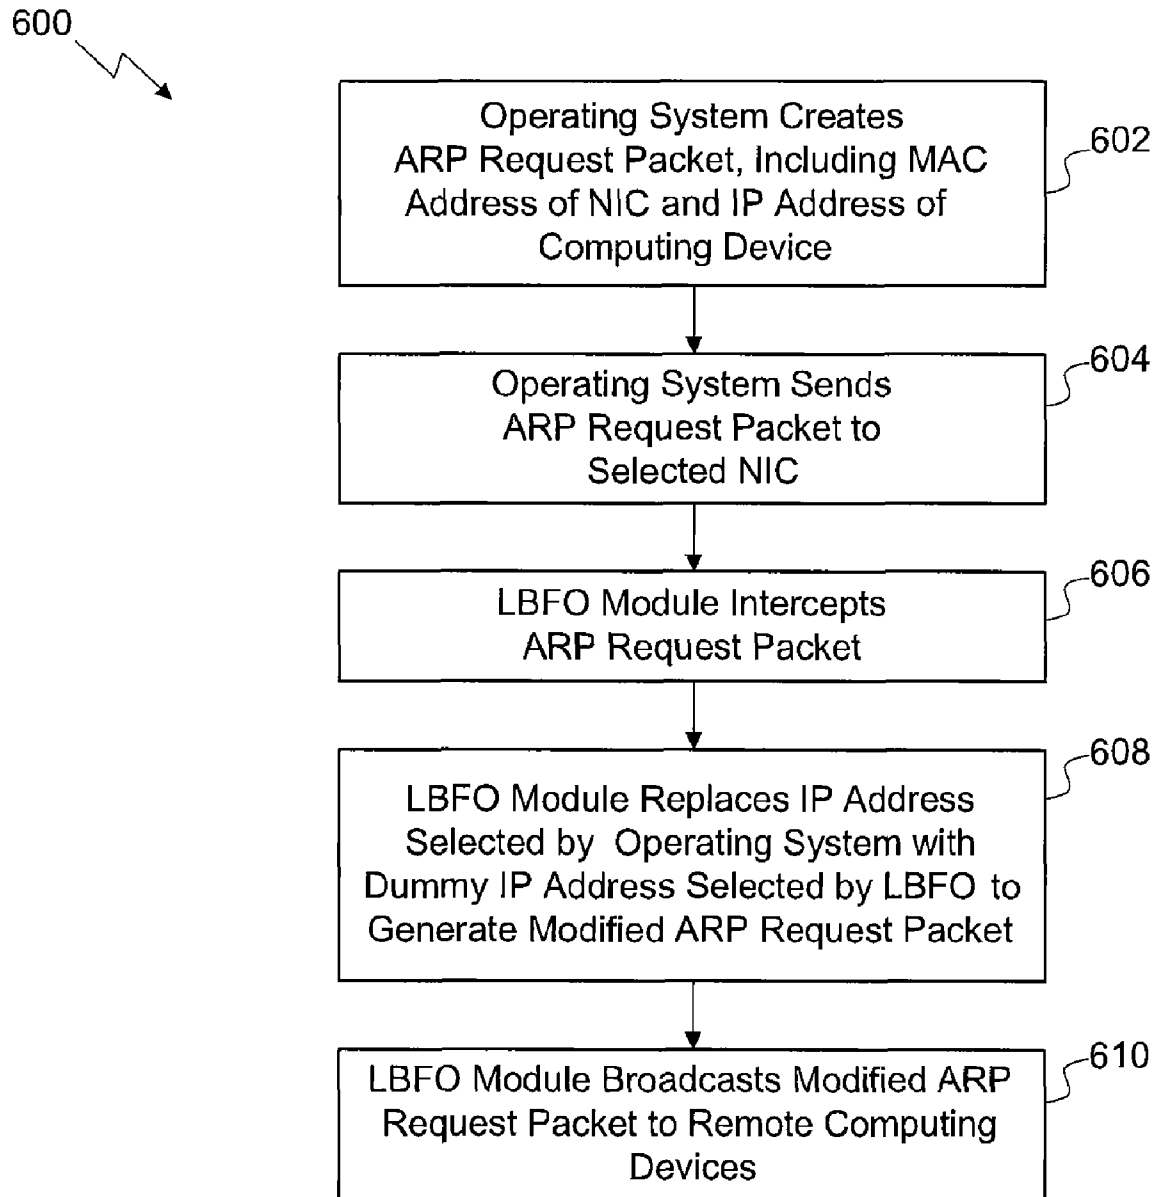 600
Operating System Creates
ARP Request Packet, Including MAC
Address of NIC and IP Address of
Computing Device
602
Operating System Sends
ARP Request Packet to
Selected NIC
604
LBFO Module Intercepts
ARP Request Packet
606
LBFO Module Replaces IP Address
Selected by Operating System with
Dummy IP Address Selected by LBFO to
Generate Modified ARP Request Packet
608
LBFO Module Broadcasts Modified ARP
Request Packet to Remote Computing
Devices
610